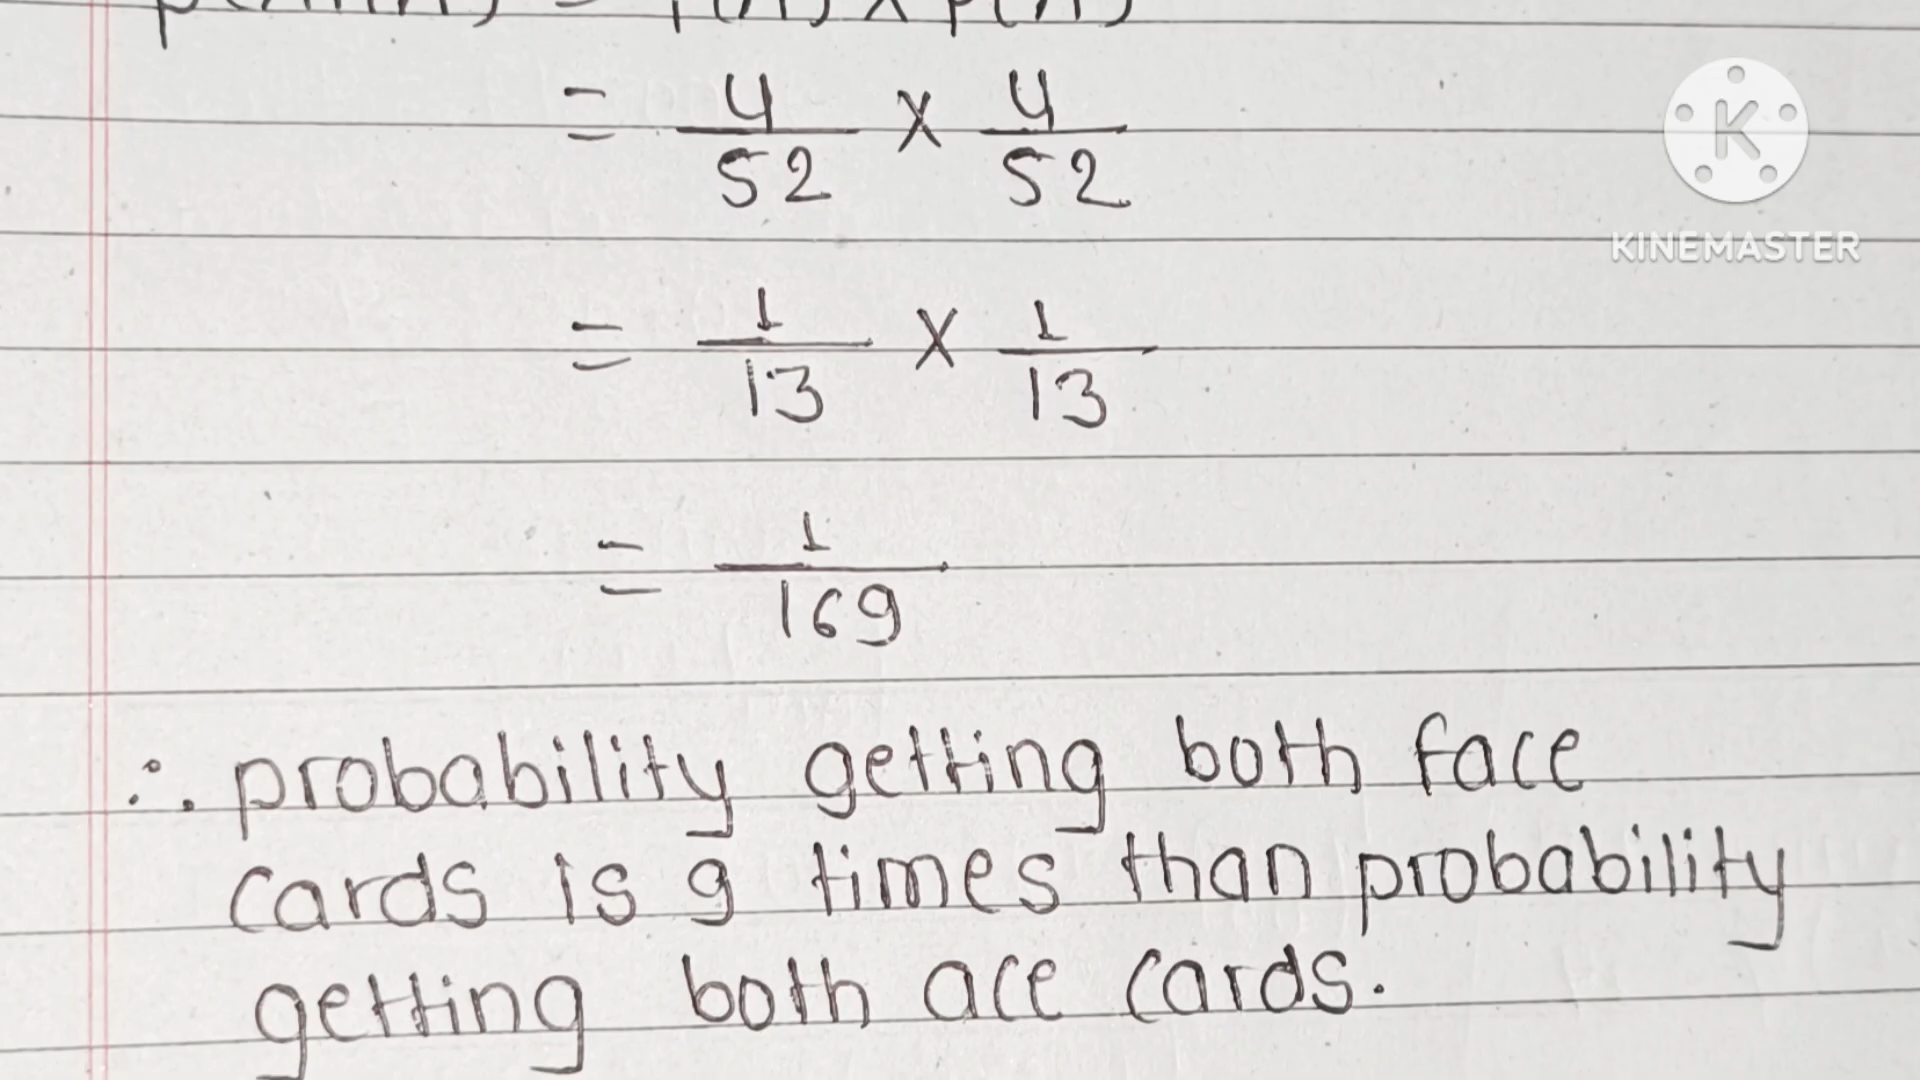 = 4/52 X 4/52
= 1/13 X 1/13
= 1/169
∴ probability getting both face
cards is 9 times than probability
getting both ace cards.
K
KINEMASTER